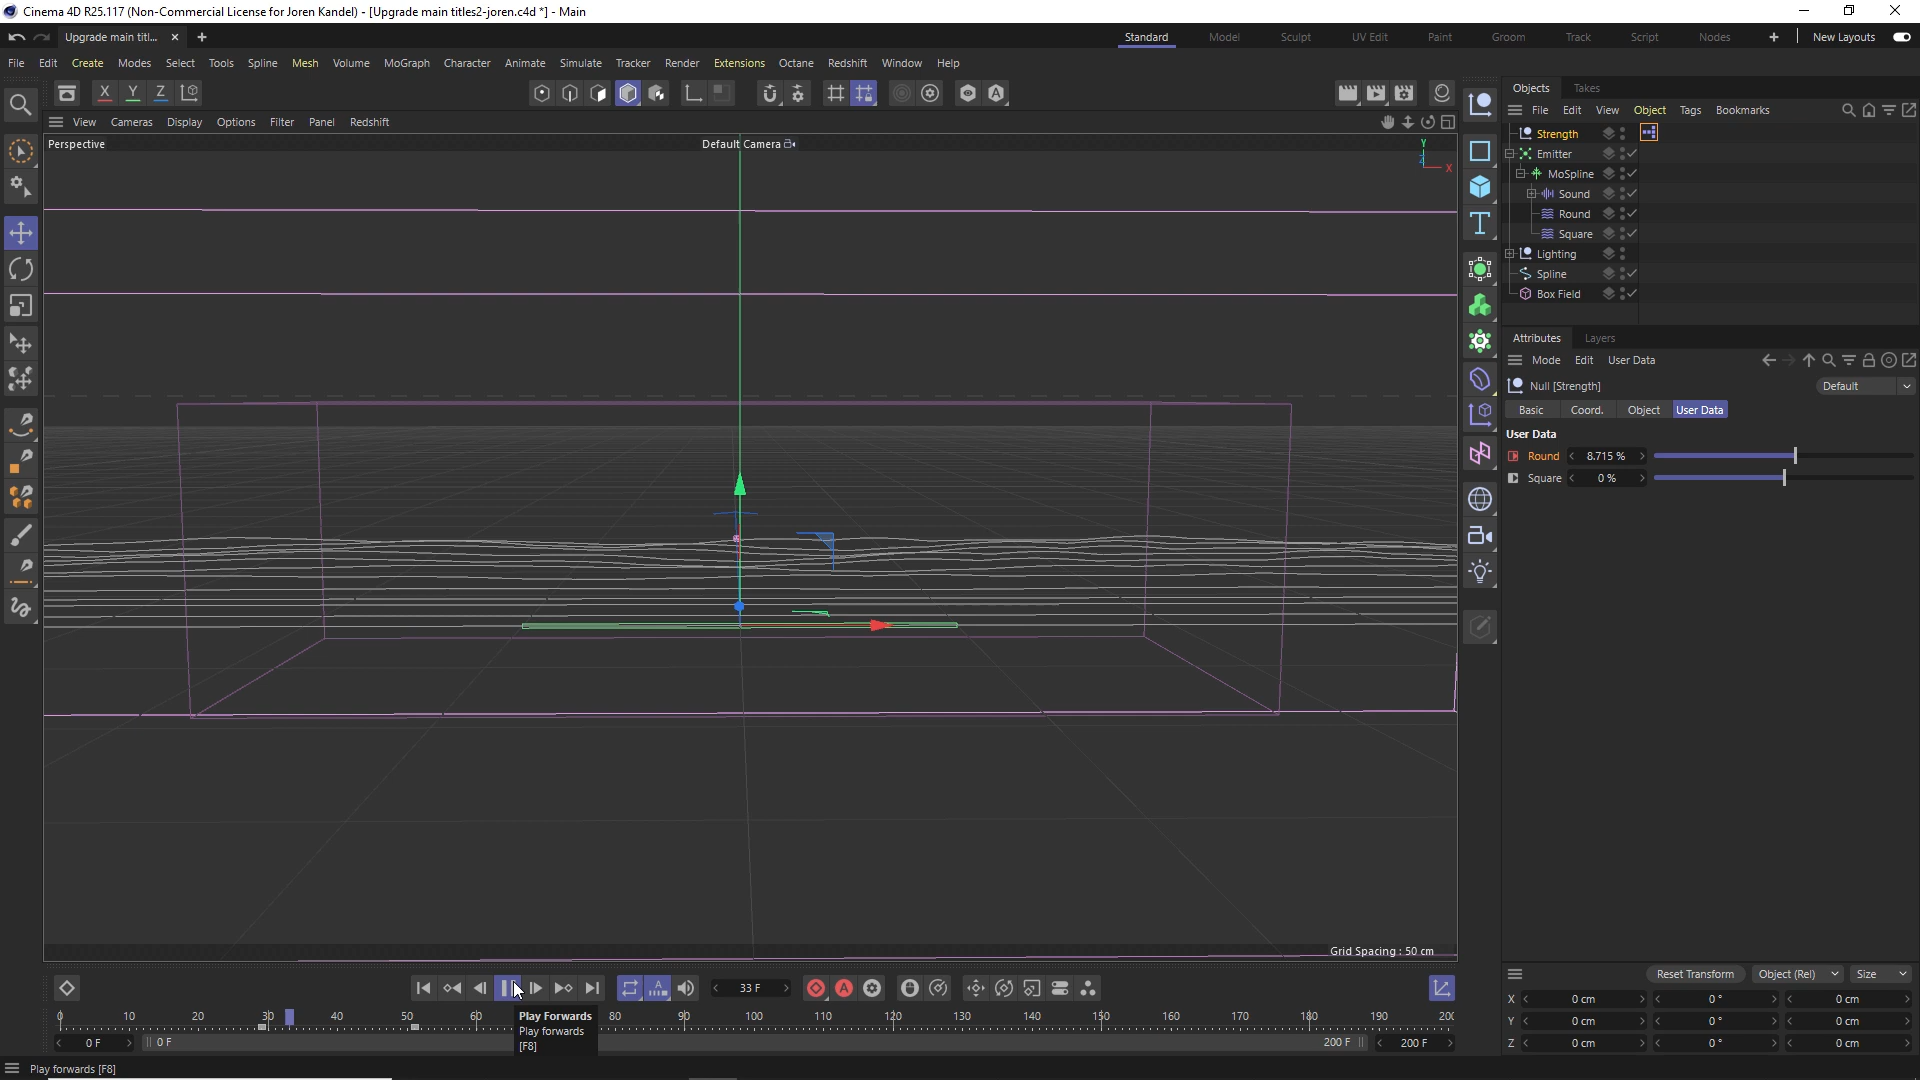 Cinema 4D R25.117 (Non-Commercial License for Joren Kandel) - [Upgrade main titles2-joren.c4d *] - Main
Upgrade main titl... × + Standard Model Sculpt UV Edit Paint Groom Track Script Nodes + New Layouts
File Edit Create Modes Select Tools Spline Mesh Volume MoGraph Character Animate Simulate Tracker Render Extensions Octane Redshift Window Help
X Y Z
Objects Takes
File Edit View Object Tags Bookmarks
View Cameras Display Options Filter Panel Redshift
Perspective
Default Camera
Y
Z
X
Strength
Emitter
MoSpline
Sound
Round
Square
Lighting
Spline
Box Field
Attributes Layers
Mode Edit User Data
Null [Strength] Default
Basic Coord. Object User Data
User Data
Round 8.715 %
Square 0 %
Grid Spacing : 50 cm
33 F
0 10 20 30 40 50 60 80 90 100 110 120 130 140 150 160 170 180 190 200
0 F 0 F 200 F 200 F
Play Forwards
Play forwards
[F8]
Reset Transform Object (Rel) Size
X 0 cm 0 ° 0 cm
Y 0 cm 0 ° 0 cm
Z 0 cm 0 ° 0 cm
Play forwards [F8]